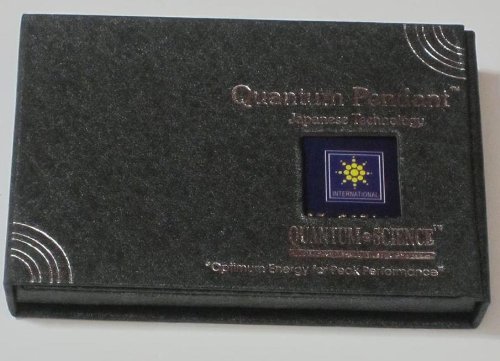 Quantum Pendant™
Japanese Technology
INTERNATIONAL
QUANTUM SCIENCE™
"Optimum Energy for Peak Performance"